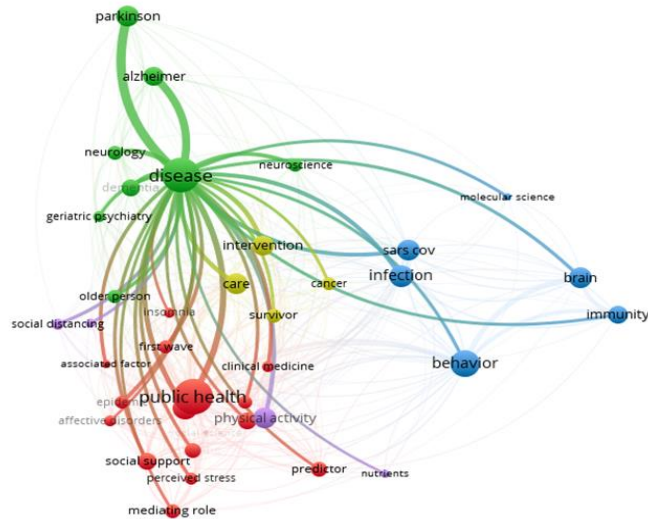 parkinson
alzheimer
neurology
neuroscience
disease
dementia
molecular science
geriatric psychiatry
intervention
sars cov
infection
brain
care
cancer
older person
insomnia
survivor
immunity
social distancing
first wave
associated factor
clinical medicine
behavior
public health
epidemic
affective disorders
physical activity
social support
predictor
perceived stress
nutrients
mediating role